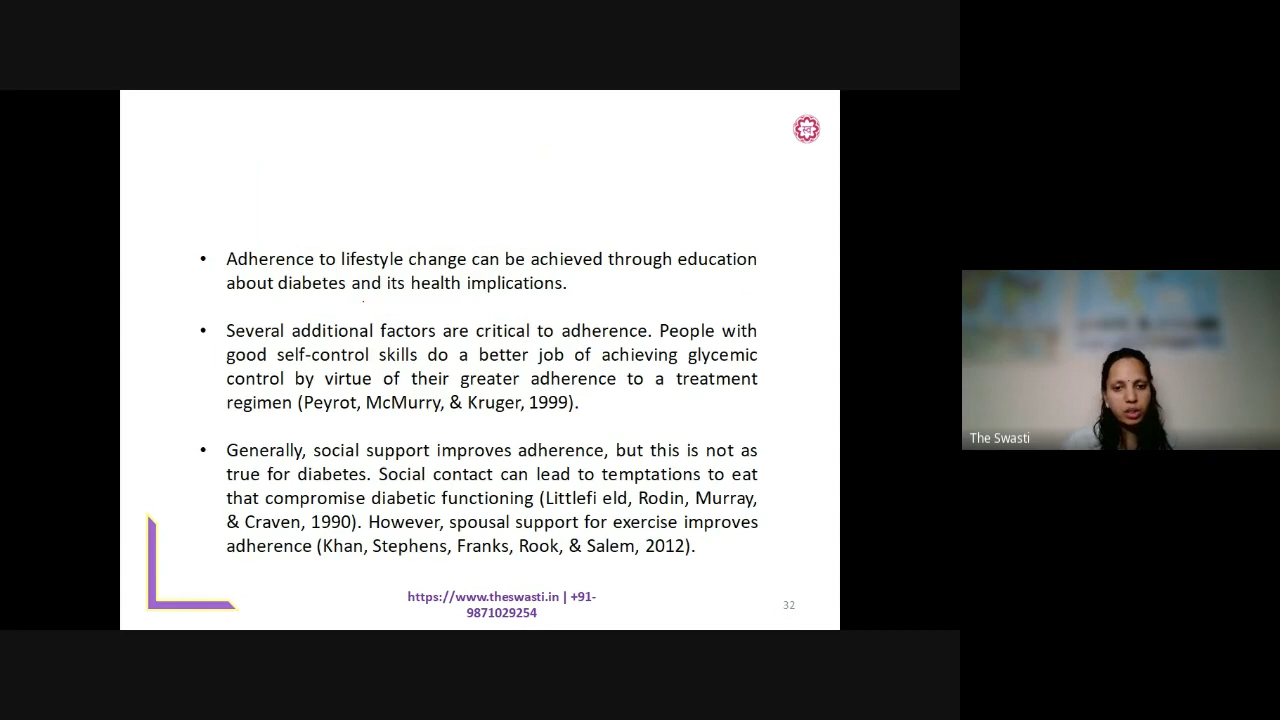 • Adherence to lifestyle change can be achieved through education
about diabetes and its health implications.
• Several additional factors are critical to adherence. People with
good self-control skills do a better job of achieving glycemic
control by virtue of their greater adherence to a treatment
regimen (Peyrot, McMurry, & Kruger, 1999).
• Generally, social support improves adherence, but this is not as
true for diabetes. Social contact can lead to temptations to eat
that compromise diabetic functioning (Littlefi eld, Rodin, Murray,
& Craven, 1990). However, spousal support for exercise improves
adherence (Khan, Stephens, Franks, Rook, & Salem, 2012).
https://www.theswasti.in | +91-
9871029254
32
The Swasti